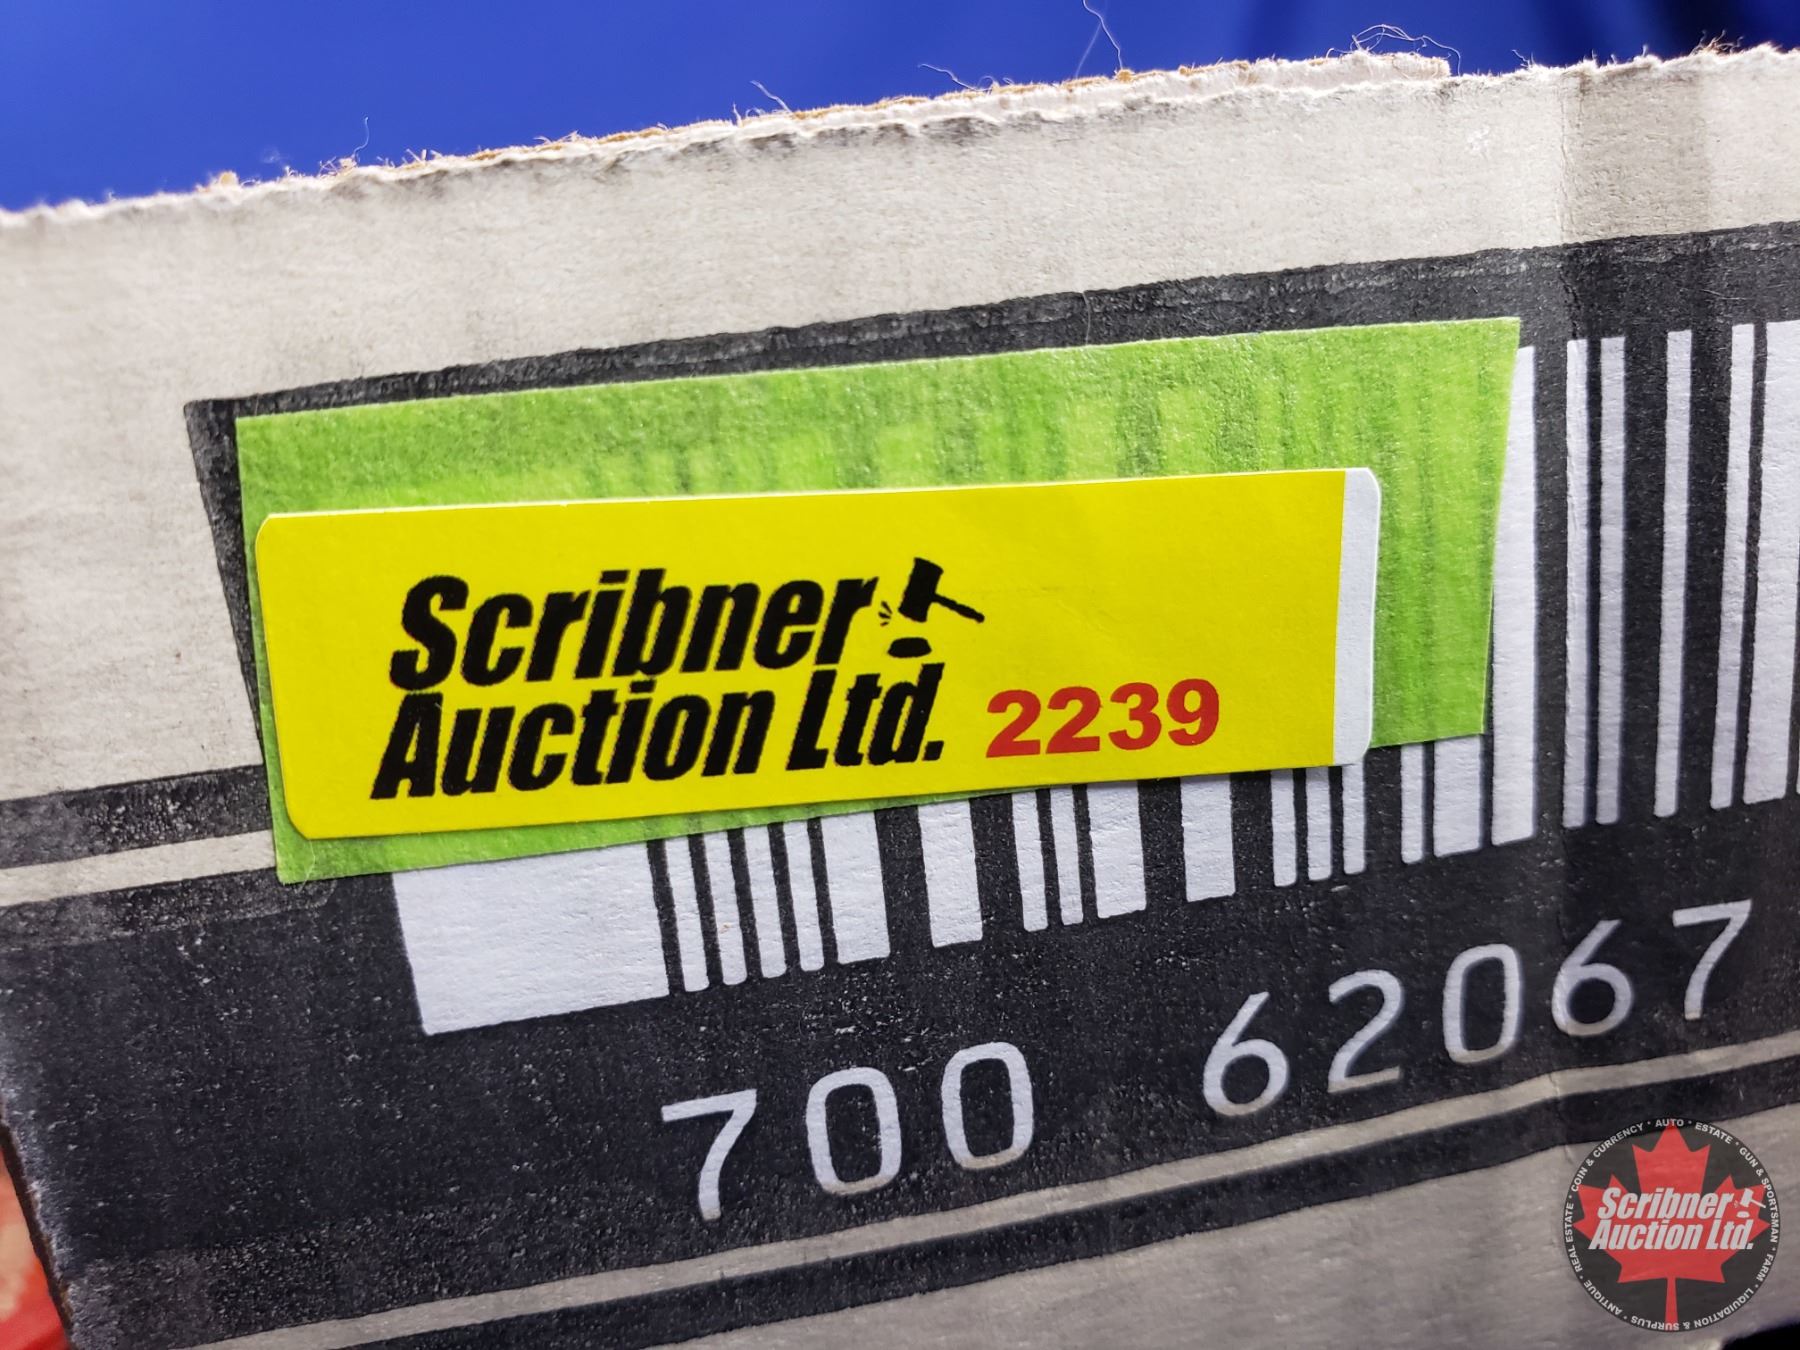 Scribner
Auction Ltd. 2239
700 62067
COIN & CURRENCY * AUTO * ESTATE * GUN & SPORTSMAN * FARM * LIQUIDATION & SURPLUS * ANTIQUE * REAL ESTATE *
Scribner
Auction Ltd.